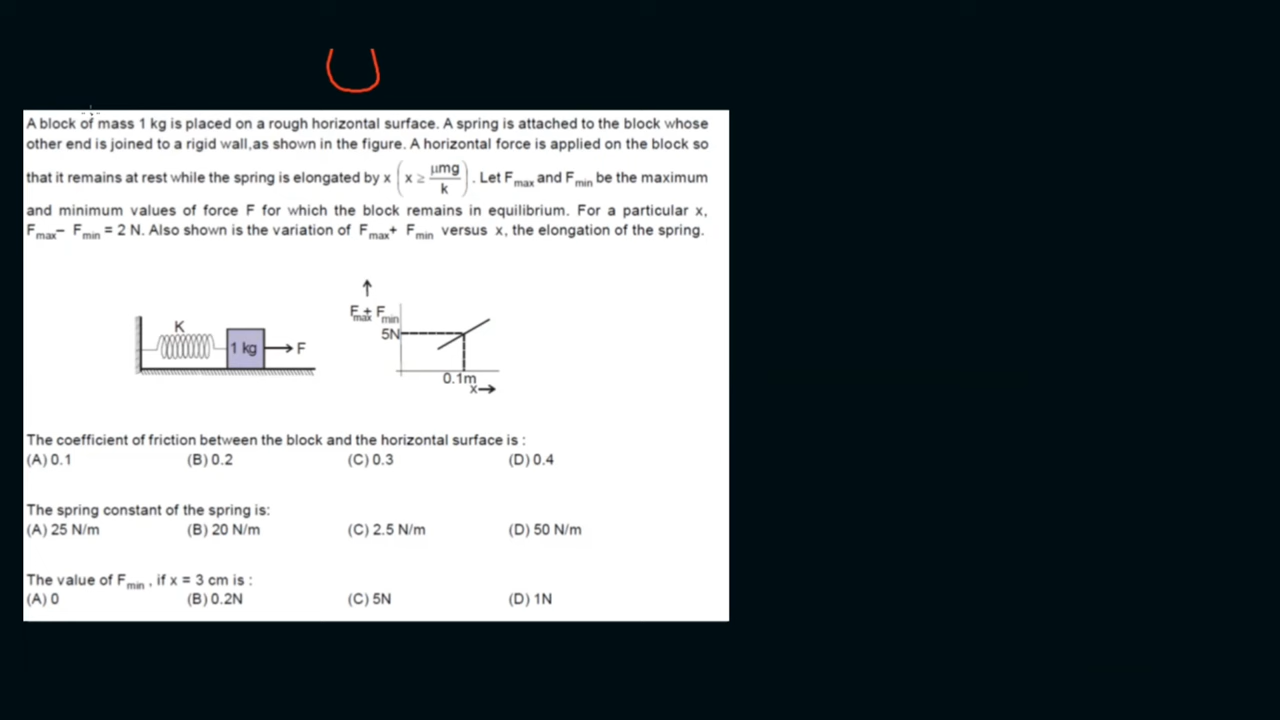 A block of mass 1 kg is placed on a rough horizontal surface. A spring is attached to the block whose
other end is joined to a rigid wall,as shown in the figure. A horizontal force is applied on the block so
that it remains at rest while the spring is elongated by x (x ≥ μmg/k). Let Fmax and Fmin be the maximum
and minimum values of force F for which the block remains in equilibrium. For a particular x,
Fmax– Fmin = 2 N. Also shown is the variation of Fmax+ Fmin versus x, the elongation of the spring.
K
1 kg
F
Fmax+ Fmin
5N
0.1m
x
The coefficient of friction between the block and the horizontal surface is :
(A) 0.1 (B) 0.2 (C) 0.3 (D) 0.4
The spring constant of the spring is:
(A) 25 N/m (B) 20 N/m (C) 2.5 N/m (D) 50 N/m
The value of Fmin , if x = 3 cm is :
(A) 0 (B) 0.2N (C) 5N (D) 1N